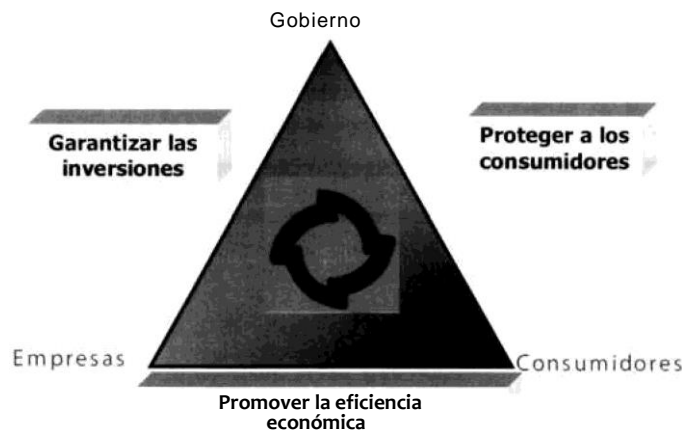 Gobierno
Garantizar las
inversiones
Proteger a los
consumidores
Empresas
Consumidores
Promover la eficiencia
económica